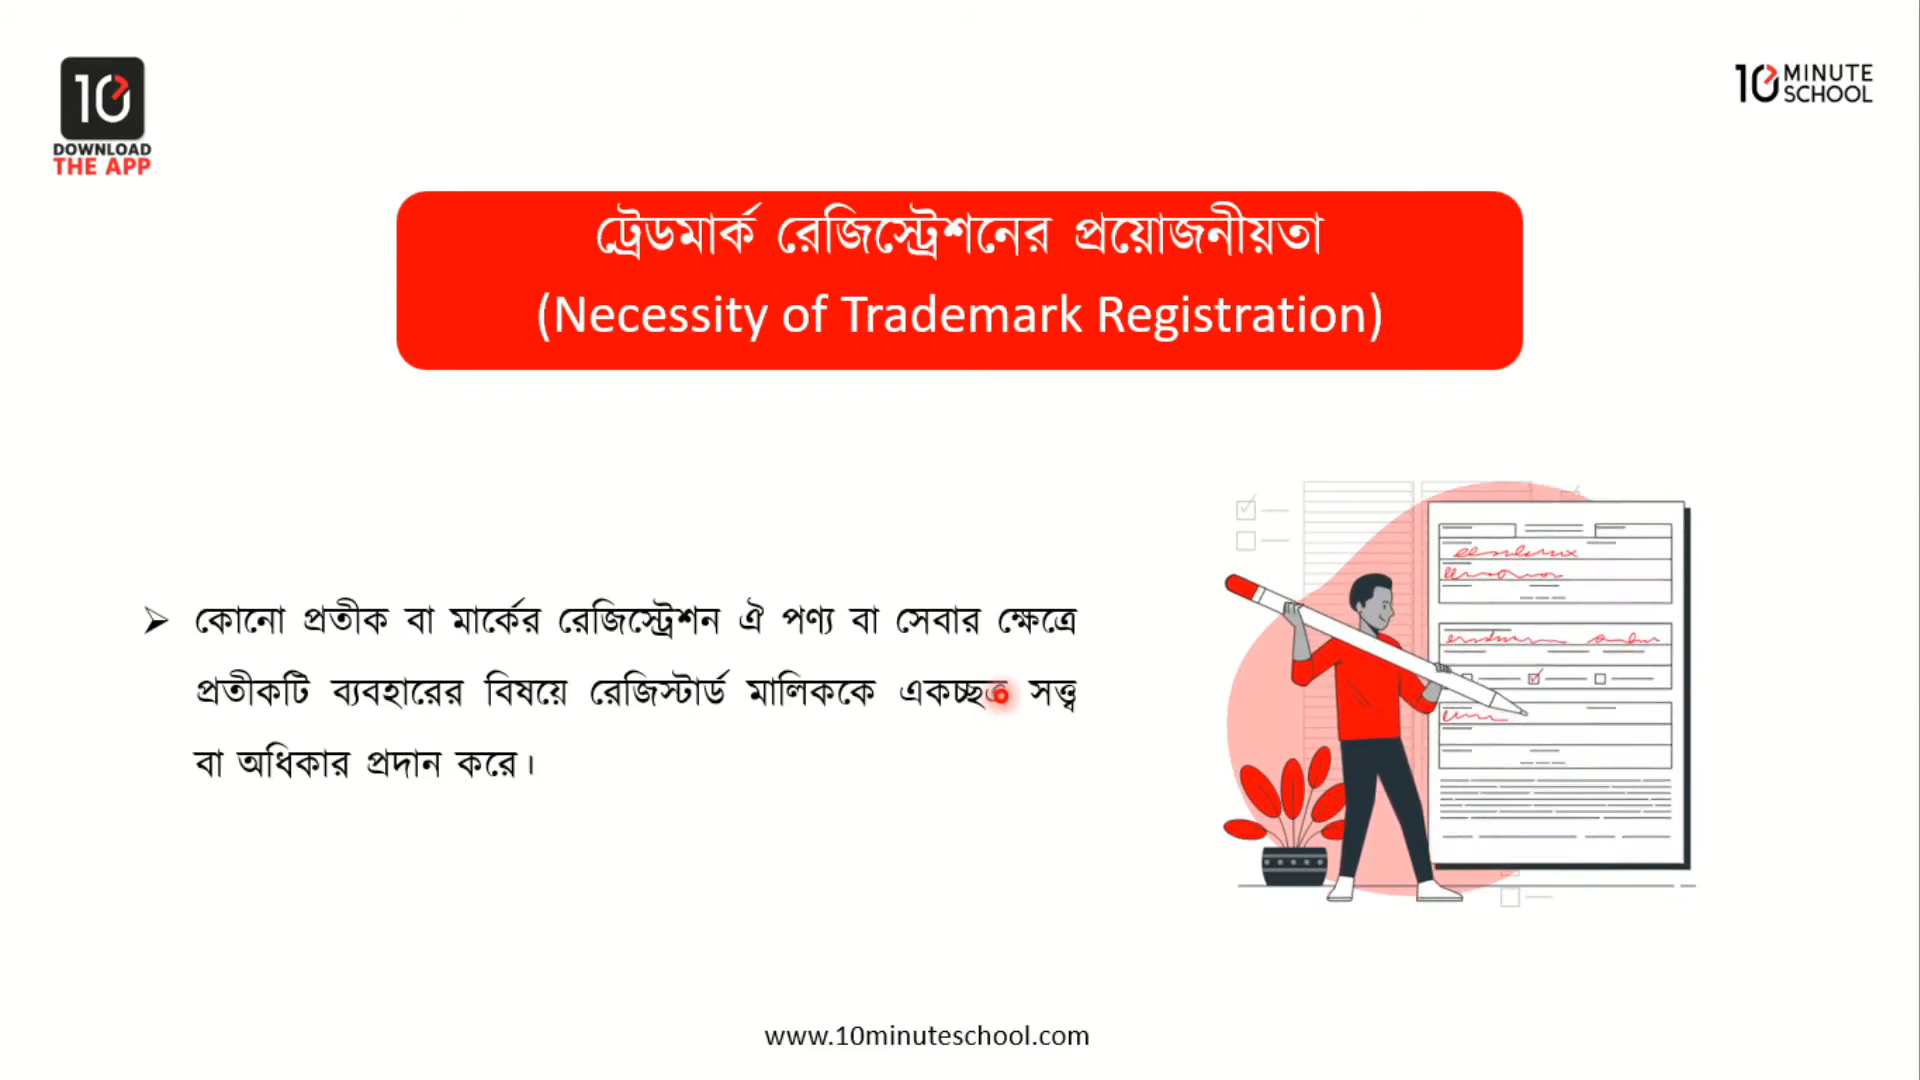 10
DOWNLOAD
THE APP
10 MINUTE
SCHOOL
ট্রেডমার্ক রেজিস্ট্রেশনের প্রয়োজনীয়তা
(Necessity of Trademark Registration)
➢ কোনো প্রতীক বা মার্কের রেজিস্ট্রেশন ঐ পণ্য বা সেবার ক্ষেত্রে
প্রতীকটি ব্যবহারের বিষয়ে রেজিস্টার্ড মালিককে একচ্ছত্র সত্ত্ব
বা অধিকার প্রদান করে।
www.10minuteschool.com